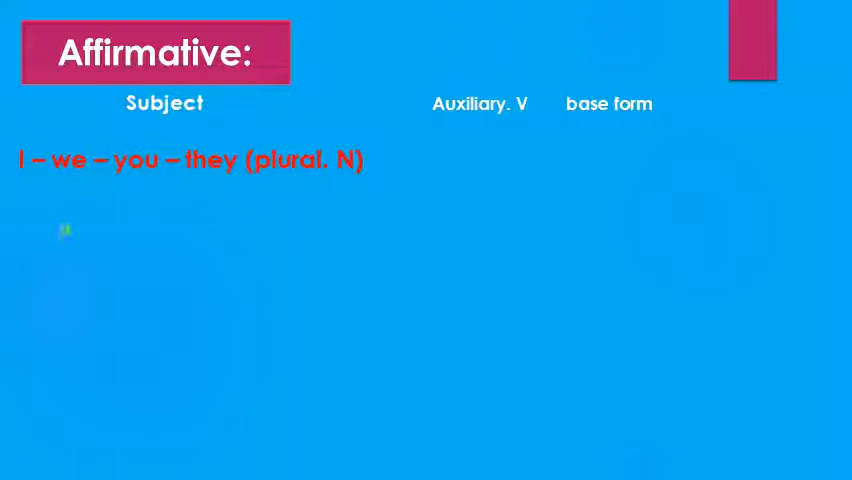 Affirmative:
Subject Auxiliary. V base form
I – we – you – they (plural. N)